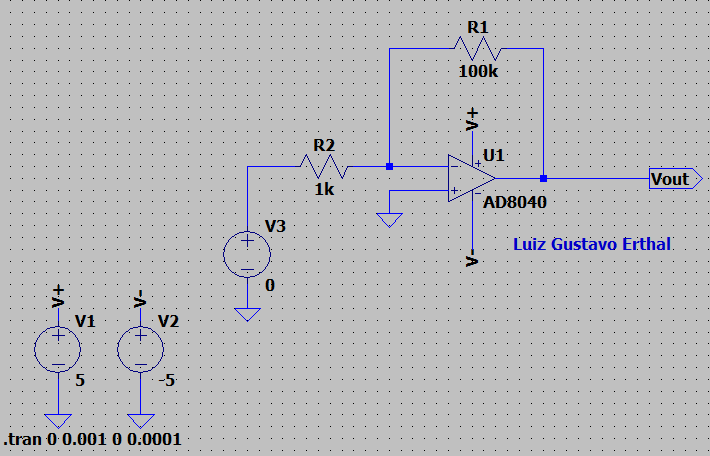 R1
100k
V+
R2
U1
1k
AD8040
Vout
V-
Luiz Gustavo Erthal
V3
0
V+
V-
V1
V2
5
-5
.tran 0 0.001 0 0.0001